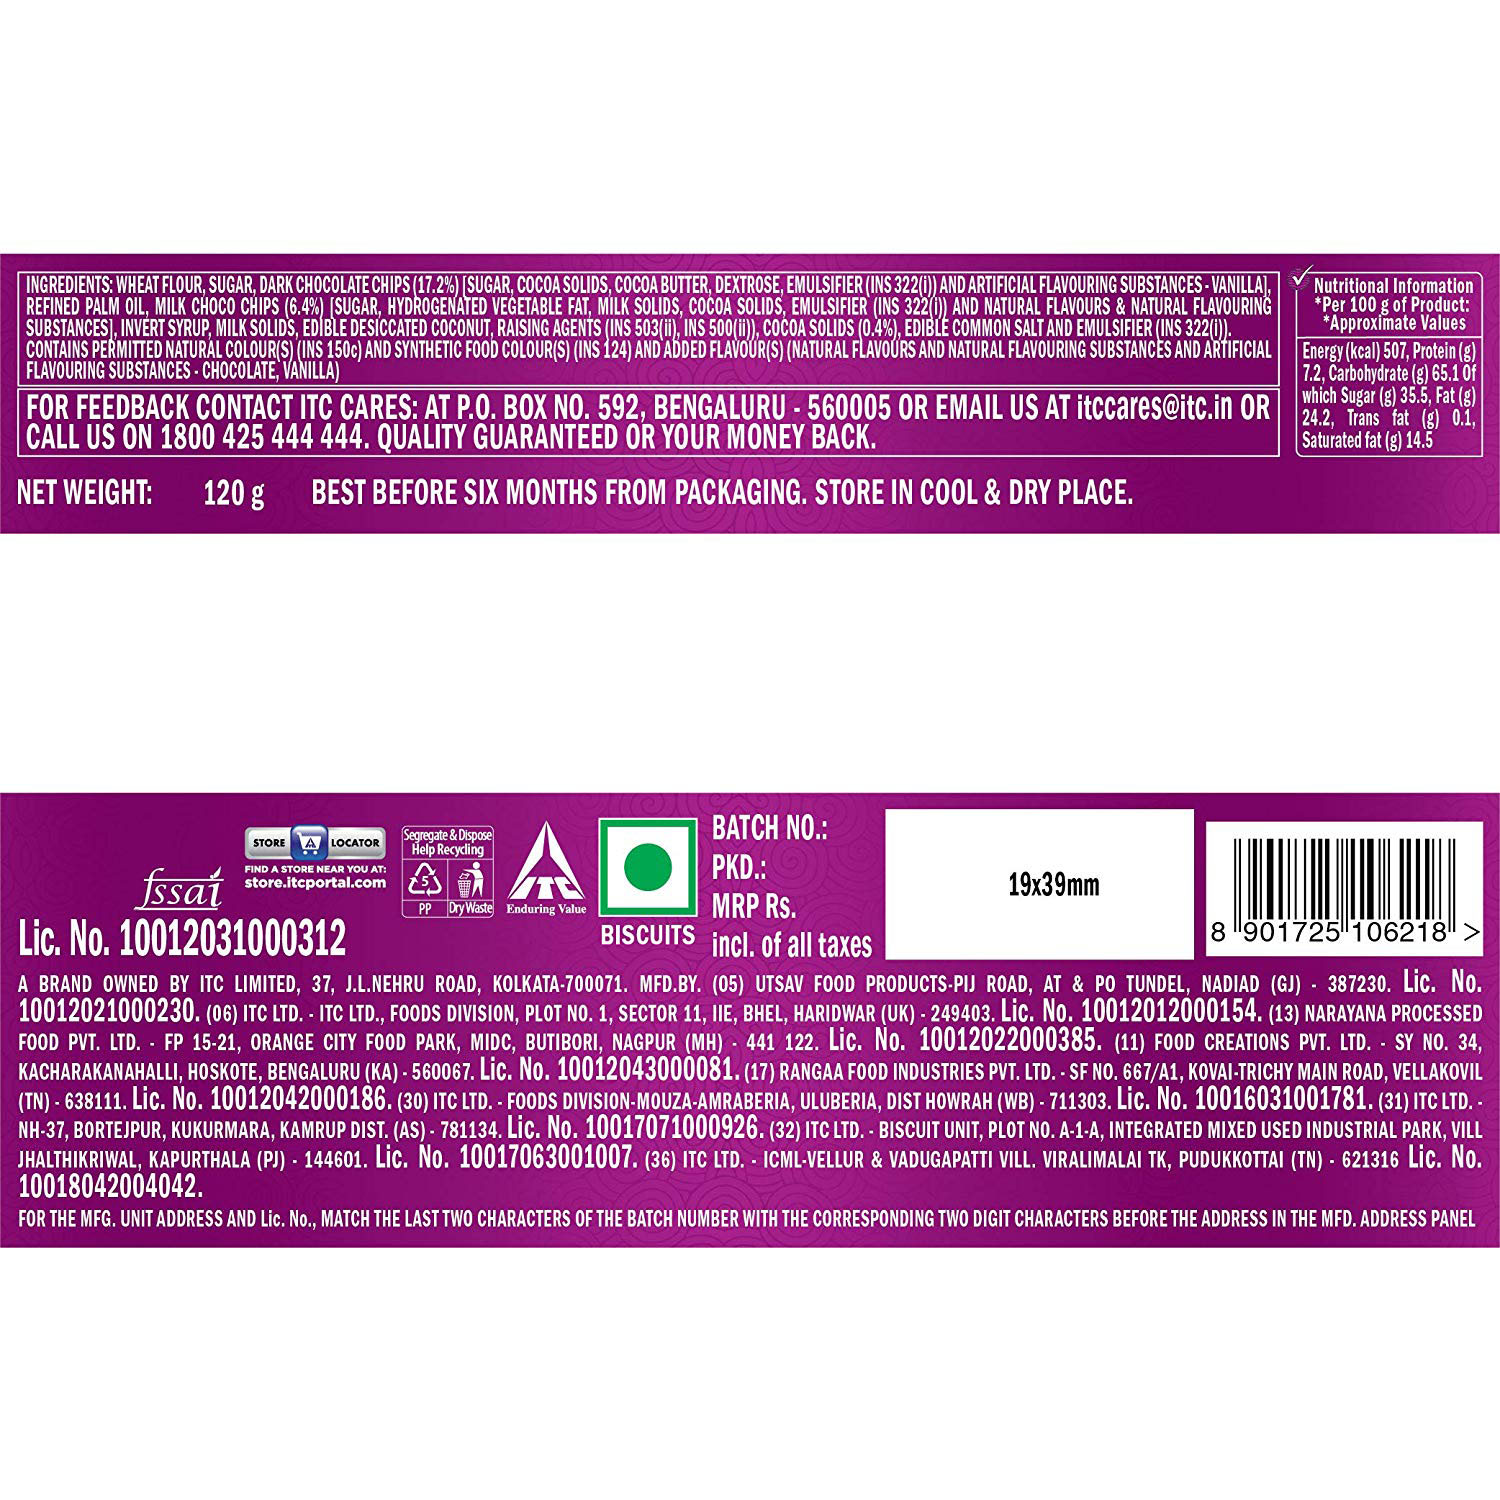 INGREDIENTS: WHEAT FLOUR, SUGAR, DARK CHOCOLATE CHIPS (17.2%) [SUGAR, COCOA SOLIDS, COCOA BUTTER, DEXTROSE, EMULSIFIER (INS 322(i)) AND ARTIFICIAL FLAVOURING SUBSTANCES - VANILLA],
REFINED PALM OIL, MILK CHOCO CHIPS (6.4%) [SUGAR, HYDROGENATED VEGETABLE FAT, MILK SOLIDS, COCOA SOLIDS, EMULSIFIER (INS 322(i)) AND NATURAL FLAVOURS & NATURAL FLAVOURING
SUBSTANCES], INVERT SYRUP, MILK SOLIDS, EDIBLE DESICCATED COCONUT, RAISING AGENTS (INS 503(ii), INS 500(ii)), COCOA SOLIDS (0.4%), EDIBLE COMMON SALT AND EMULSIFIER (INS 322(i)).
CONTAINS PERMITTED NATURAL COLOUR(S) (INS 150c) AND SYNTHETIC FOOD COLOUR(S) (INS 124) AND ADDED FLAVOUR(S) (NATURAL FLAVOURS AND NATURAL FLAVOURING SUBSTANCES AND ARTIFICIAL
FLAVOURING SUBSTANCES - CHOCOLATE, VANILLA)
FOR FEEDBACK CONTACT ITC CARES: AT P.O. BOX NO. 592, BENGALURU - 560005 OR EMAIL US AT itccares@itc.in OR
CALL US ON 1800 425 444 444. QUALITY GUARANTEED OR YOUR MONEY BACK.
NET WEIGHT: 120 g BEST BEFORE SIX MONTHS FROM PACKAGING. STORE IN COOL & DRY PLACE.
Nutritional Information
*Per 100 g of Product:
*Approximate Values
Energy (kcal) 507, Protein (g)
7.2, Carbohydrate (g) 65.1 Of
which Sugar (g) 35.5, Fat (g)
24.2, Trans fat (g) 0.1,
Saturated fat (g) 14.5
fssai
Lic. No. 10012031000312
STORE LOCATOR
FIND A STORE NEAR YOU AT:
store.itcportal.com
Segregate & Dispose
Help Recycling
5
PP Dry Waste
ITC
Enduring Value
BISCUITS
BATCH NO.:
PKD.:
MRP Rs.
incl. of all taxes
19x39mm
8 901725 106218 >
A BRAND OWNED BY ITC LIMITED, 37, J.L.NEHRU ROAD, KOLKATA-700071. MFD.BY. (05) UTSAV FOOD PRODUCTS-PIJ ROAD, AT & PO TUNDEL, NADIAD (GJ) - 387230. Lic. No.
10012021000230. (06) ITC LTD. - ITC LTD., FOODS DIVISION, PLOT NO. 1, SECTOR 11, IIE, BHEL, HARIDWAR (UK) - 249403. Lic. No. 10012012000154. (13) NARAYANA PROCESSED
FOOD PVT. LTD. - FP 15-21, ORANGE CITY FOOD PARK, MIDC, BUTIBORI, NAGPUR (MH) - 441 122. Lic. No. 10012022000385. (11) FOOD CREATIONS PVT. LTD. - SY NO. 34,
KACHARAKANAHALLI, HOSKOTE, BENGALURU (KA) - 560067. Lic. No. 10012043000081. (17) RANGAA FOOD INDUSTRIES PVT. LTD. - SF NO. 667/A1, KOVAI-TRICHY MAIN ROAD, VELLAKOVIL
(TN) - 638111. Lic. No. 10012042000186. (30) ITC LTD. - FOODS DIVISION-MOUZA-AMRABERIA, ULUBERIA, DIST HOWRAH (WB) - 711303. Lic. No. 10016031001781. (31) ITC LTD. -
NH-37, BORTEJPUR, KUKURMARA, KAMRUP DIST. (AS) - 781134. Lic. No. 10017071000926. (32) ITC LTD. - BISCUIT UNIT, PLOT NO. A-1-A, INTEGRATED MIXED USED INDUSTRIAL PARK, VILL
JHALTHIKRIWAL, KAPURTHALA (PJ) - 144601. Lic. No. 10017063001007. (36) ITC LTD. - ICML-VELLUR & VADUGAPATTI VILL. VIRALIMALAI TK, PUDUKKOTTAI (TN) - 621316 Lic. No.
10018042004042.
FOR THE MFG. UNIT ADDRESS AND Lic. No., MATCH THE LAST TWO CHARACTERS OF THE BATCH NUMBER WITH THE CORRESPONDING TWO DIGIT CHARACTERS BEFORE THE ADDRESS IN THE MFD. ADDRESS PANEL